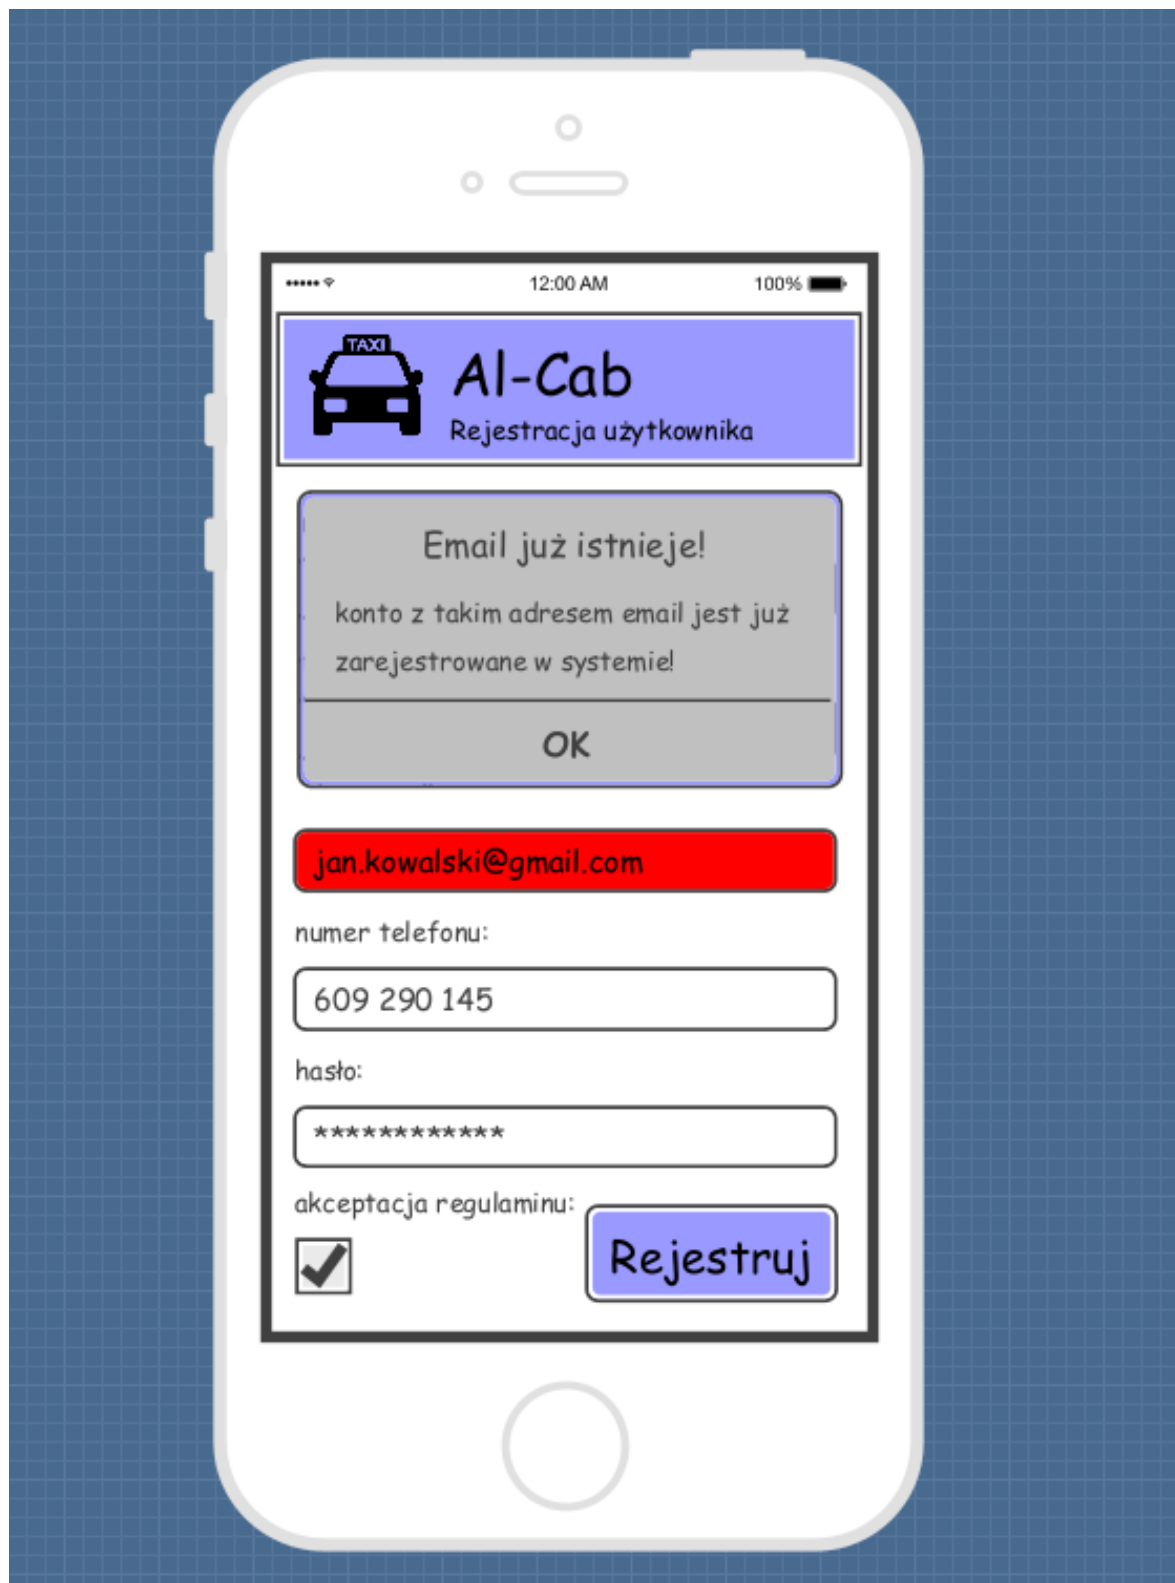 12:00 AM 100%
TAXI
Al-Cab
Rejestracja użytkownika
Email już istnieje!
konto z takim adresem email jest już
zarejestrowane w systemie!
OK
jan.kowalski@gmail.com
numer telefonu:
609 290 145
hasło:
************
akceptacja regulaminu:
Rejestruj